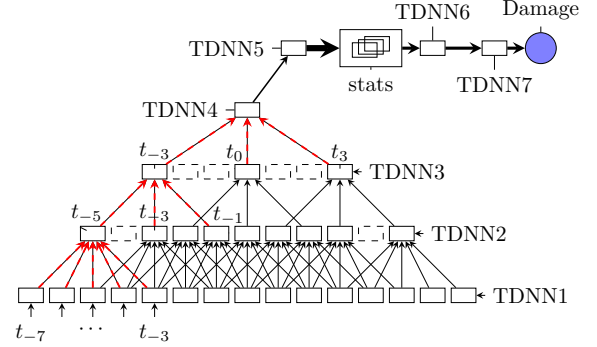 Damage
TDNN6
TDNN5
stats
TDNN7
TDNN4
t₋₃ t₀ t₃
TDNN3
t₋₅ t₋₃ t₋₁
TDNN2
TDNN1
t₋₇ ⋯ t₋₃